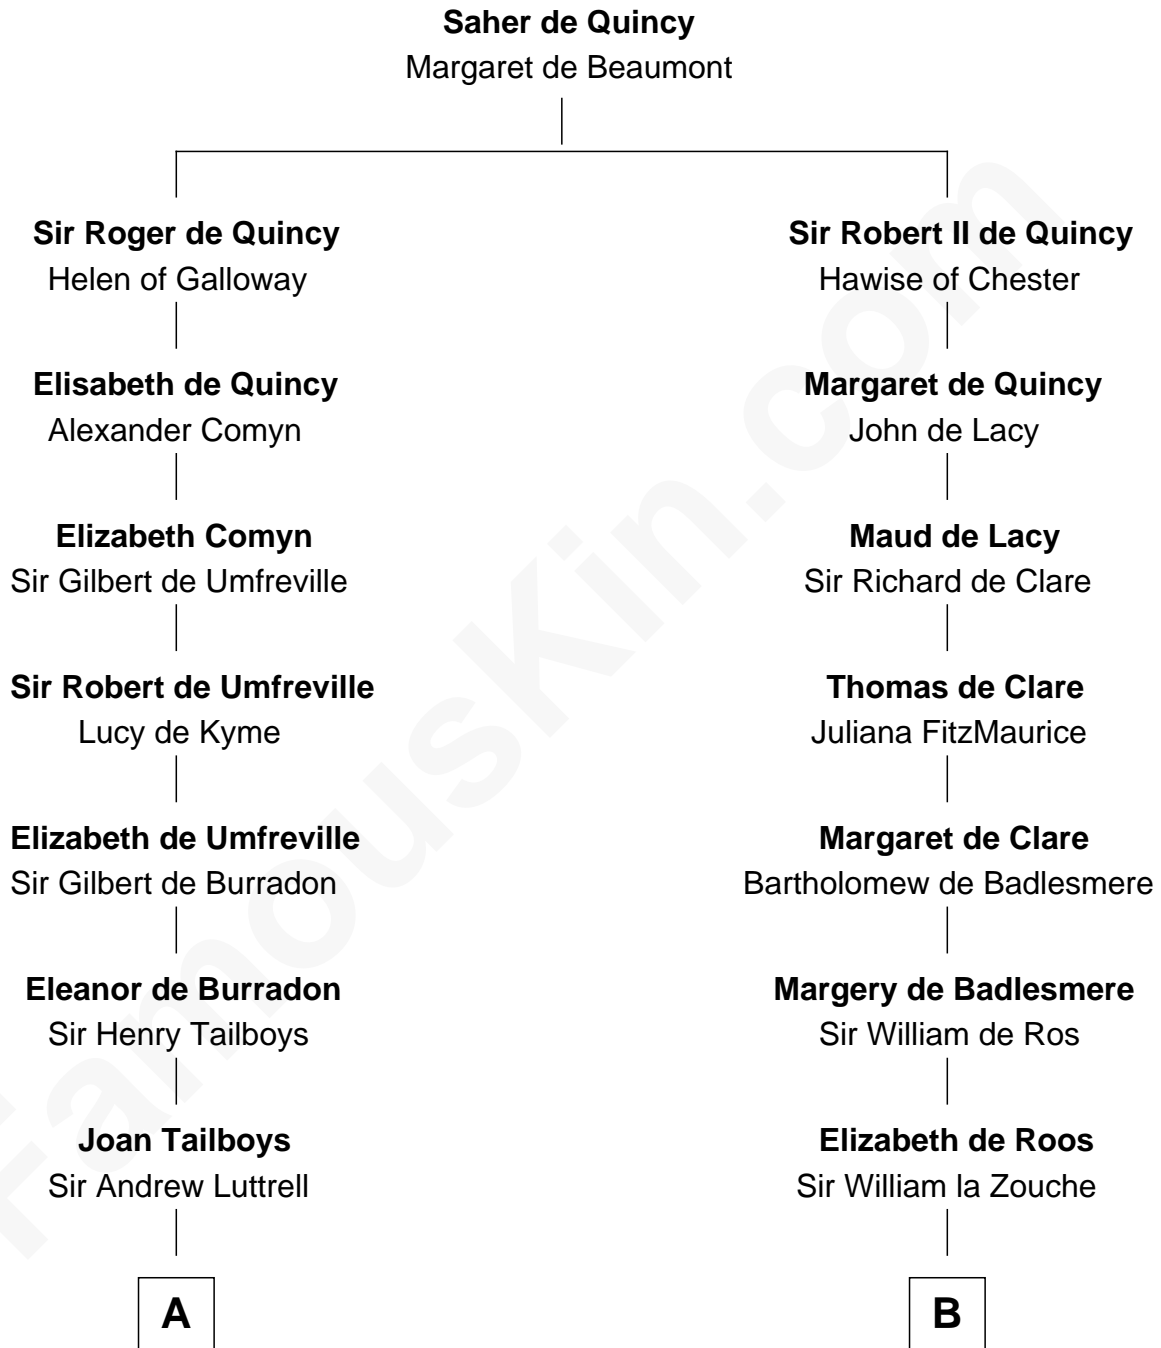 Saher de Quincy
Margaret de Beaumont
Sir Roger de Quincy
Helen of Galloway
Sir Robert II de Quincy
Hawise of Chester
Elisabeth de Quincy
Alexander Comyn
Margaret de Quincy
John de Lacy
Elizabeth Comyn
Sir Gilbert de Umfreville
Maud de Lacy
Sir Richard de Clare
Sir Robert de Umfreville
Lucy de Kyme
Thomas de Clare
Juliana FitzMaurice
Elizabeth de Umfreville
Sir Gilbert de Burradon
Margaret de Clare
Bartholomew de Badlesmere
Eleanor de Burradon
Sir Henry Tailboys
Margery de Badlesmere
Sir William de Ros
Joan Tailboys
Sir Andrew Luttrell
Elizabeth de Roos
Sir William la Zouche
A
B
FamousKin.com